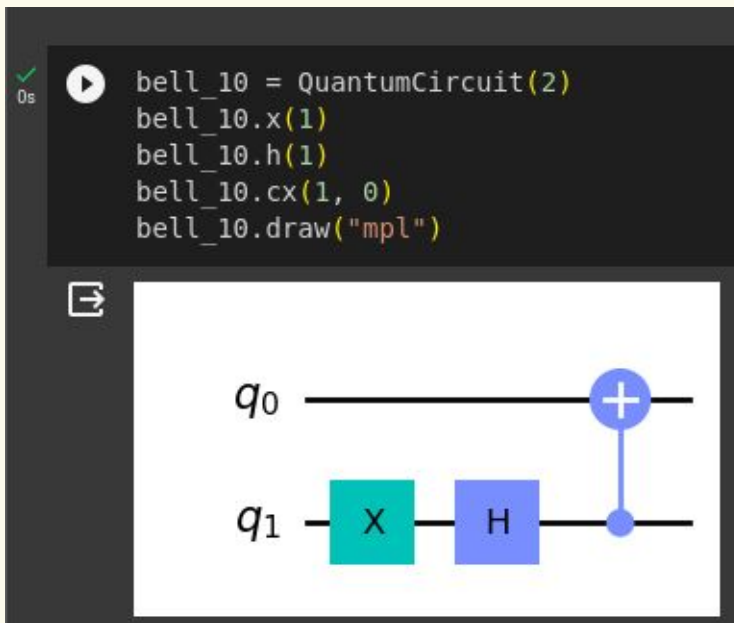 0s
bell_10 = QuantumCircuit(2)
bell_10.x(1)
bell_10.h(1)
bell_10.cx(1, 0)
bell_10.draw("mpl")
q0
q1 X H